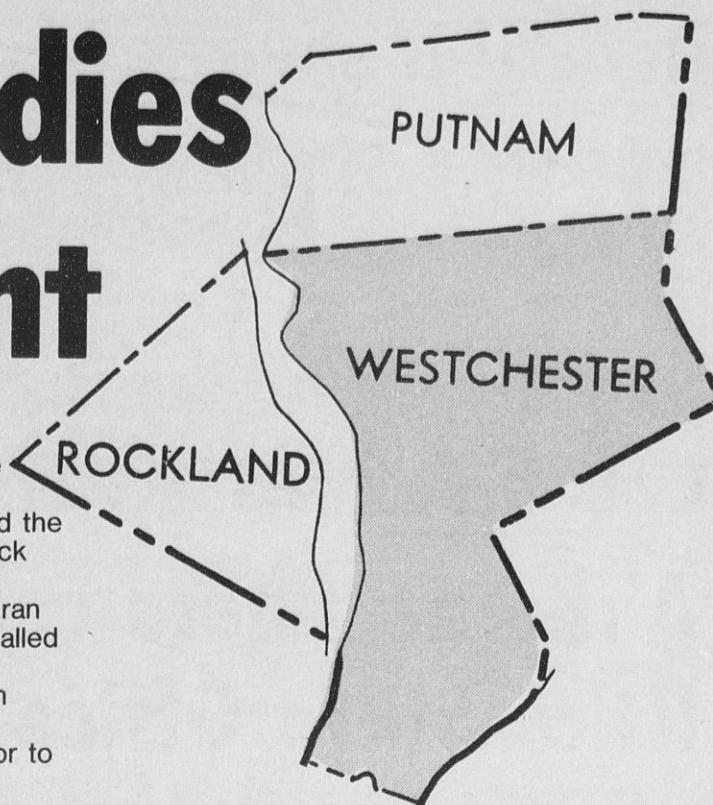 dies
nt
PUTNAM
WESTCHESTER
ROCKLAND
d the
ck
ran
alled
n
or to